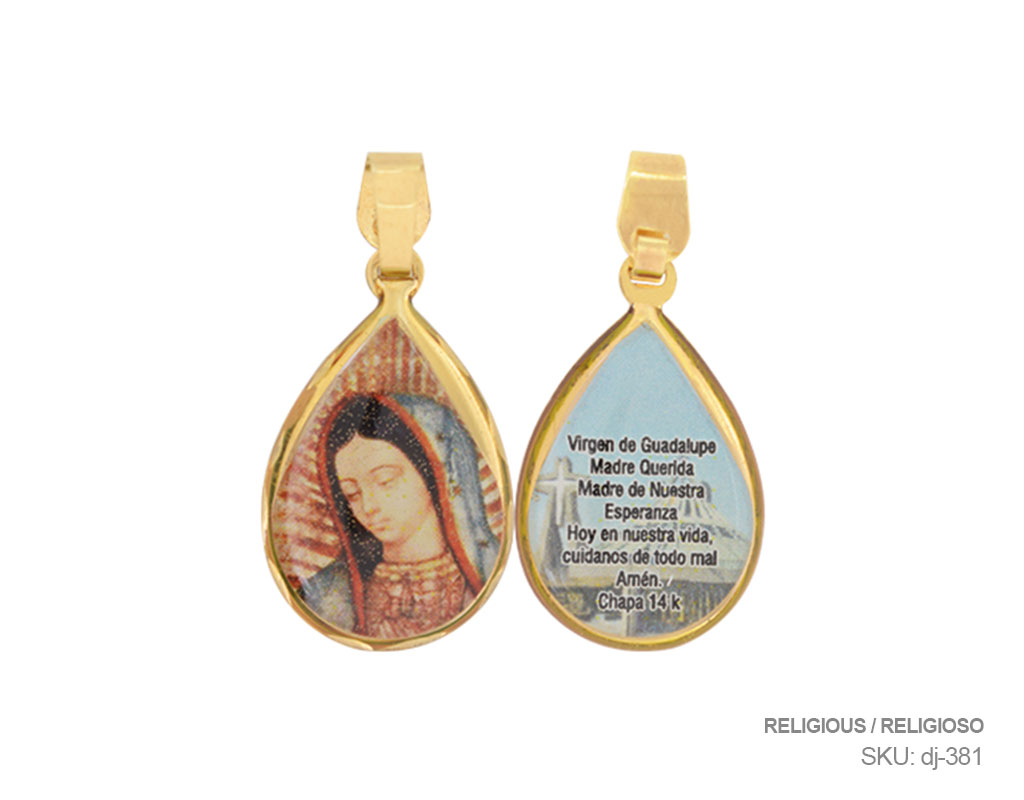 Virgen de Guadalupe
Madre Querida
Madre de Nuestra
Esperanza
Hoy en nuestra vida,
cuidanos de todo mal
Amén.
Chapa 14 k
RELIGIOUS / RELIGIOSO
SKU: dj-381